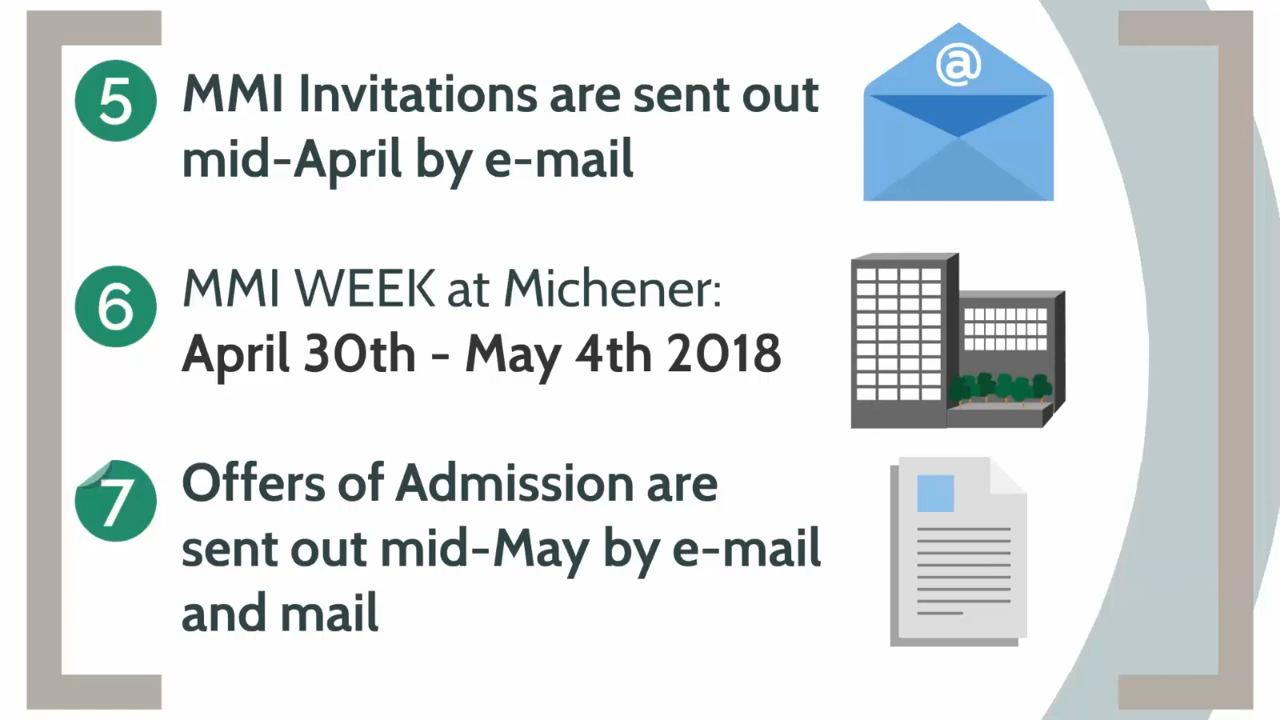 5
MMI Invitations are sent out
mid-April by e-mail
@
6
MMI WEEK at Michener:
April 30th - May 4th 2018
7
Offers of Admission are
sent out mid-May by e-mail
and mail